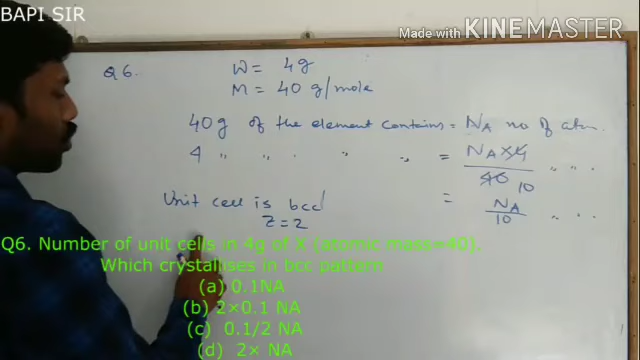 BAPI SIR
Made with KINEMASTER
Q6.
W = 4g
M = 40 g/mole
40g of the element contains = NA no of atom.
4 " " . " " = NA×4/40 10 " " .
= NA/10 " . .
Unit cell is bcc
Z = 2
Q6. Number of unit cells in 4g of X (atomic mass=40).
Which crystallises in bcc pattern
(a) 0.1NA
(b) 2×0.1 NA
(c) 0.1/2 NA
(d) 2× NA